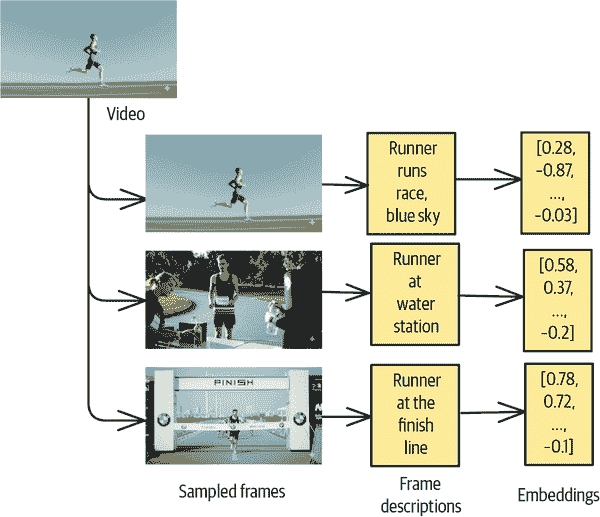 Video
Runner
runs
race,
blue sky
[0.28,
-0.87,
...,
-0.03]
Runner
at
water
station
[0.58,
0.37,
...,
-0.2]
FINISH
Runner
at the
finish
line
[0.78,
0.72,
...,
-0.1]
Sampled frames
Frame
descriptions
Embeddings